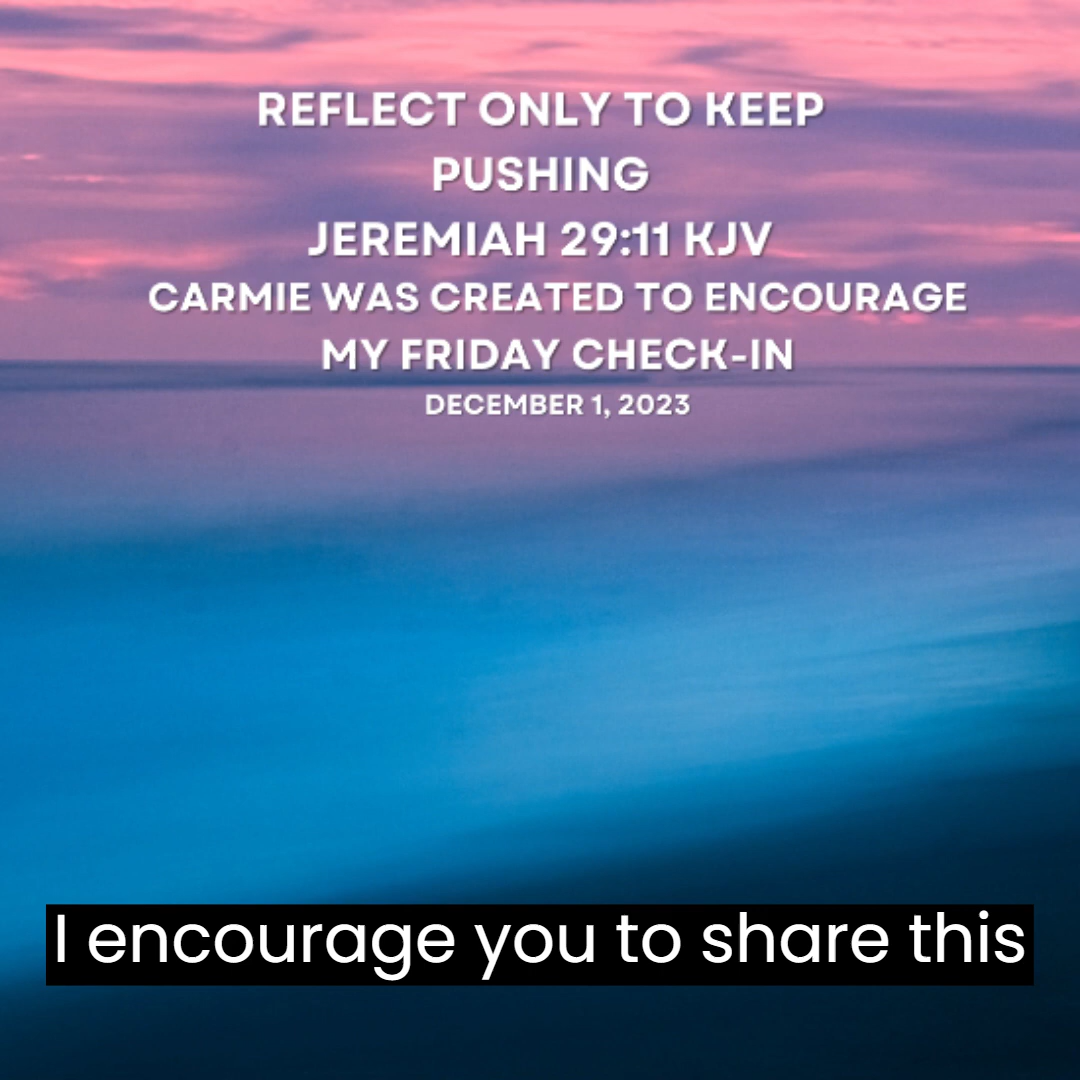 REFLECT ONLY TO KEEP
PUSHING
JEREMIAH 29:11 KJV
CARMIE WAS CREATED TO ENCOURAGE
MY FRIDAY CHECK-IN
DECEMBER 1, 2023
I encourage you to share this